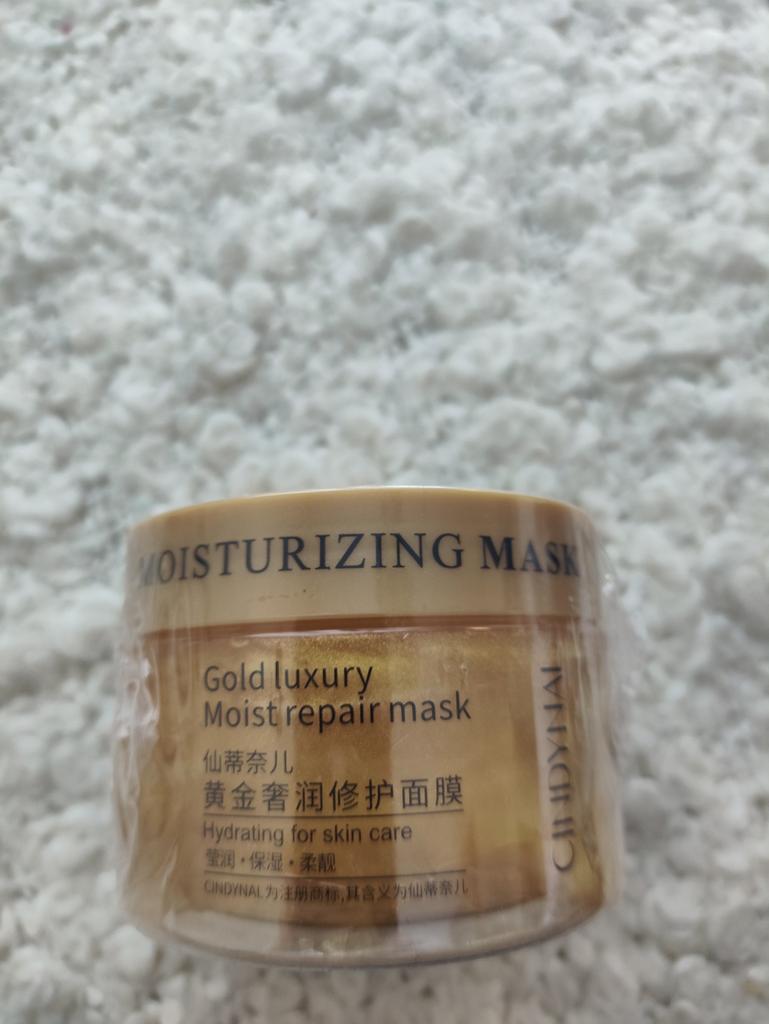 MOISTURIZING MASK
Gold luxury
Moist repair mask
仙蒂奈儿
黄金奢润修护面膜
Hydrating for skin care
莹润·保湿·柔靓
CINDYNAL为注册商标,其含义为仙蒂奈儿
CINDYNAL